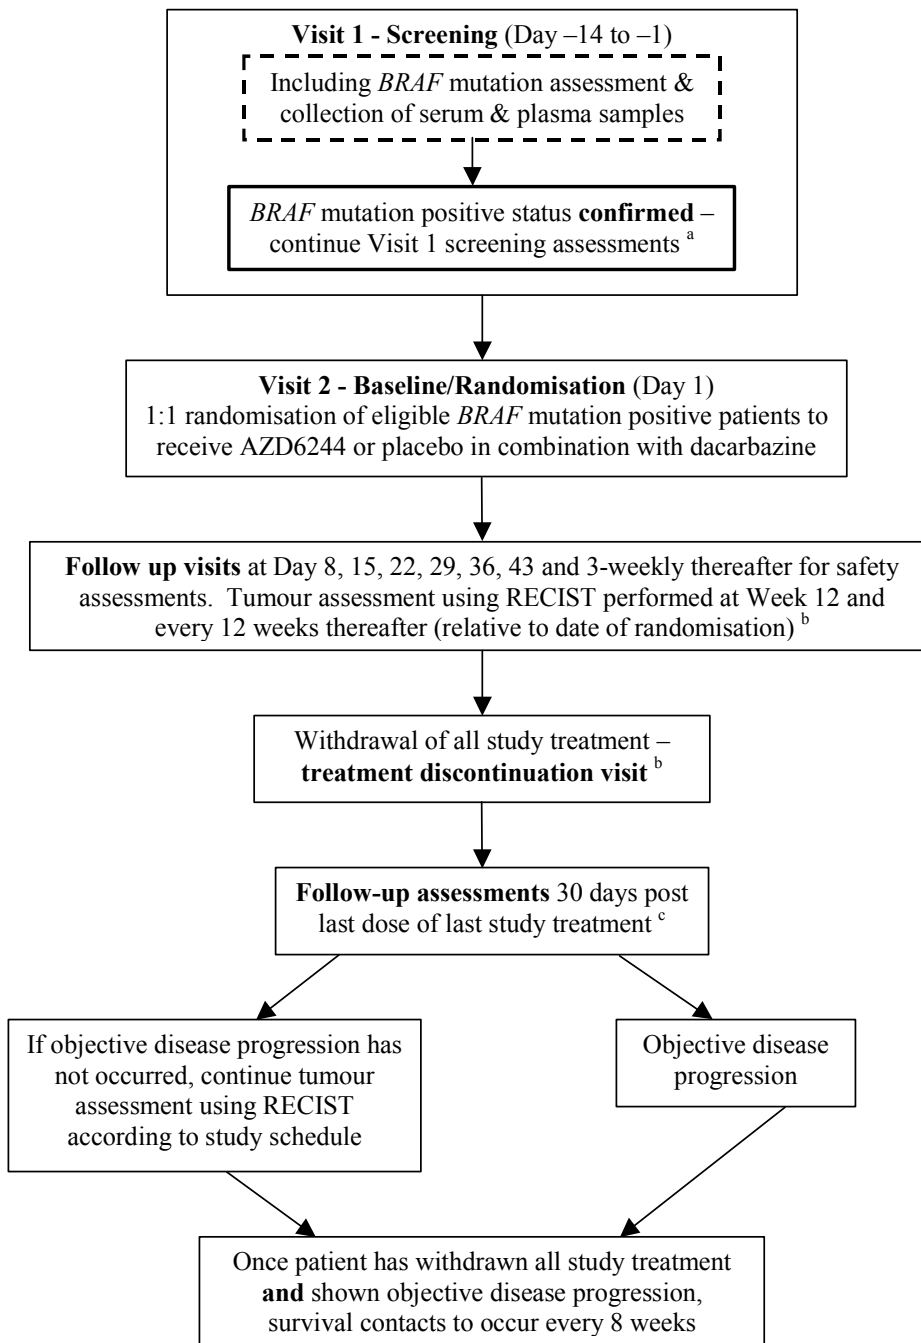 Visit 1 - Screening (Day –14 to –1)
Including BRAF mutation assessment &
collection of serum & plasma samples
BRAF mutation positive status confirmed –
continue Visit 1 screening assessments a
Visit 2 - Baseline/Randomisation (Day 1)
1:1 randomisation of eligible BRAF mutation positive patients to
receive AZD6244 or placebo in combination with dacarbazine
Follow up visits at Day 8, 15, 22, 29, 36, 43 and 3-weekly thereafter for safety
assessments. Tumour assessment using RECIST performed at Week 12 and
every 12 weeks thereafter (relative to date of randomisation) b
Withdrawal of all study treatment –
treatment discontinuation visit b
Follow-up assessments 30 days post
last dose of last study treatment c
If objective disease progression has
not occurred, continue tumour
assessment using RECIST
according to study schedule
Objective disease
progression
Once patient has withdrawn all study treatment
and shown objective disease progression,
survival contacts to occur every 8 weeks